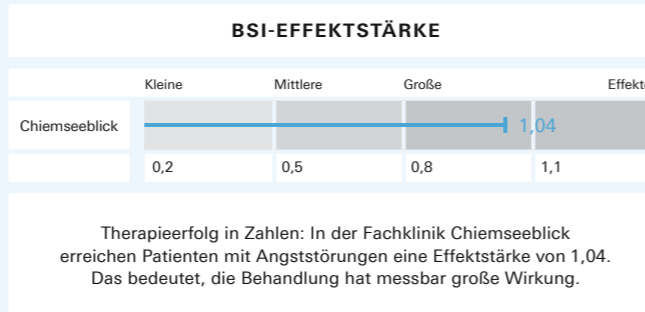 BSI-EFFEKTSTÄRKE
Kleine Mittlere Große Effekte
Chiemseeblick 1,04
0,2 0,5 0,8 1,1
Therapieerfolg in Zahlen: In der Fachklinik Chiemseeblick
erreichen Patienten mit Angststörungen eine Effektstärke von 1,04.
Das bedeutet, die Behandlung hat messbar große Wirkung.